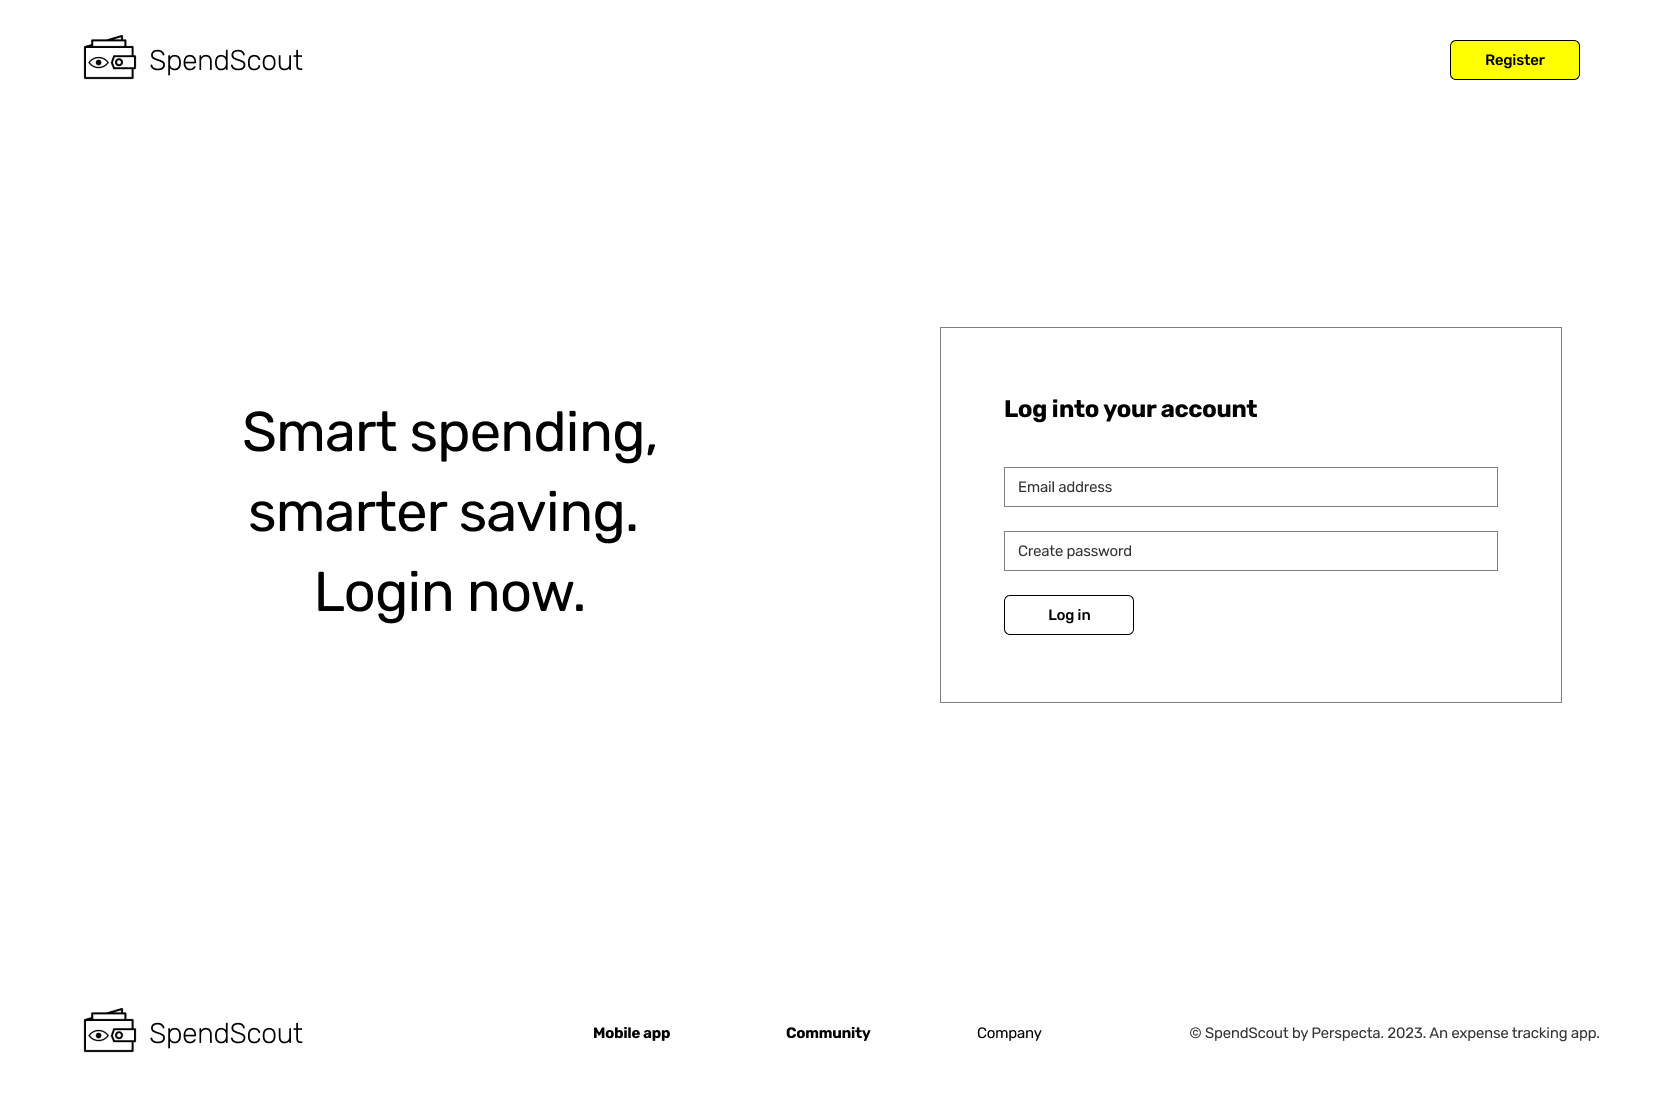 SpendScout
Register
Smart spending,
smarter saving.
Login now.
Log into your account
Email address
Create password
Log in
SpendScout
Mobile app
Community
Company
© SpendScout by Perspecta. 2023. An expense tracking app.